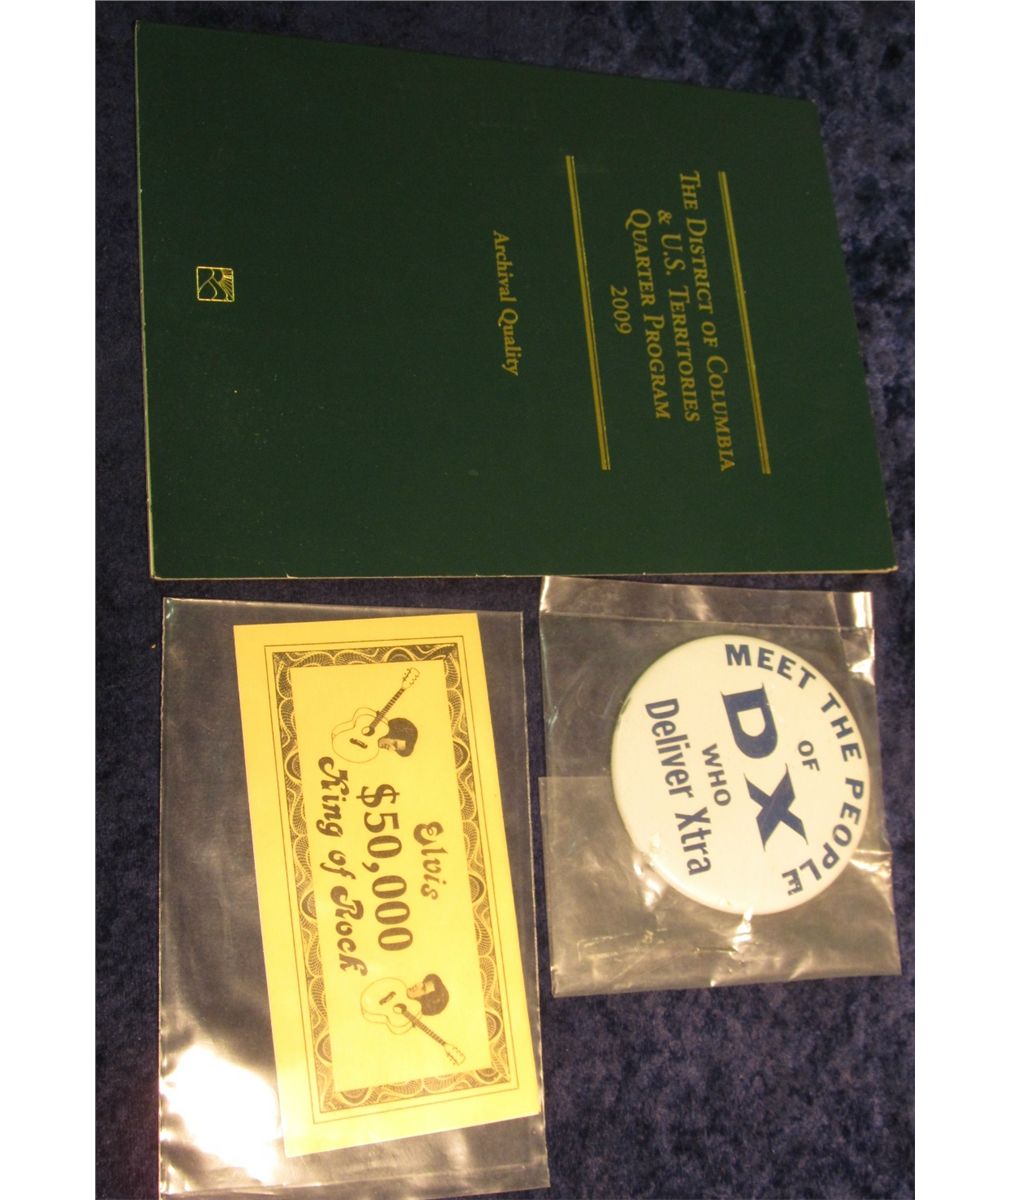 THE DISTRICT OF COLUMBIA
& U.S. TERRITORIES
QUARTER PROGRAM
2009
Archival Quality
MEET THE PEOPLE
OF
DX
WHO
Deliver Xtra
Elvis
$50,000
King of Rock